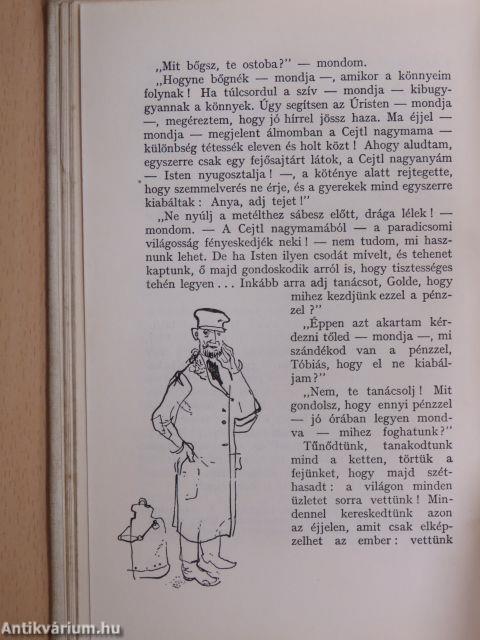 „Mit bőgsz, te ostoba?” — mondom.
„Hogyne bőgnék — mondja —, amikor a könnyeim
folynak! Ha túlcsordul a szív — mondja — kibugy-
gyannak a könnyek. Úgy segítsen az Úristen — mondja
—, megéreztem, hogy jó hírrel jössz haza. Ma éjjel —
mondja — megjelent álmomban a Cejtl nagymama —
különbség tétessék eleven és holt közt! Ahogy aludtam,
egyszerre csak egy fejősajtárt látok, a Cejtl nagyanyám
— Isten nyugosztalja! —, a köténye alatt rejtegette,
hogy szemmelverés ne érje, és a gyerekek mind egyszerre
kiabáltak: Anya, adj tejet!”
„Ne nyúlj a metélthez sábesz előtt, drága lélek! —
mondom. — A Cejtl nagymamából — a paradicsomi
világosság fényeskedjék neki! — nem tudom, mi hasz-
nunk lehet. De ha Isten ilyen csodát mívelt, és tehenet
kaptunk, ő majd gondoskodik arról is, hogy tisztességes
tehén legyen... Inkább arra adj tanácsot, Golde, hogy
mihez kezdjünk ezzel a pénz-
zel?”
„Éppen azt akartam kér-
dezni tőled — mondja —, mi
szándékod van a pénzzel,
Tóbiás, hogy el ne kiabál-
jam?”
„Nem, te tanácsolj! Mit
gondolsz, hogy ennyi pénzzel
— jó órában legyen mond-
va — mihez foghatunk?”
Tűnődtünk, tanakodtunk
mind a ketten, törtük a
fejünket, hogy majd szét-
hasadt: a világon minden
üzletet sorra vettünk! Min-
dennel kereskedtünk azon
az éjjelen, amit csak elkép-
zelhet az ember: vettünk
Antikvárium.hu